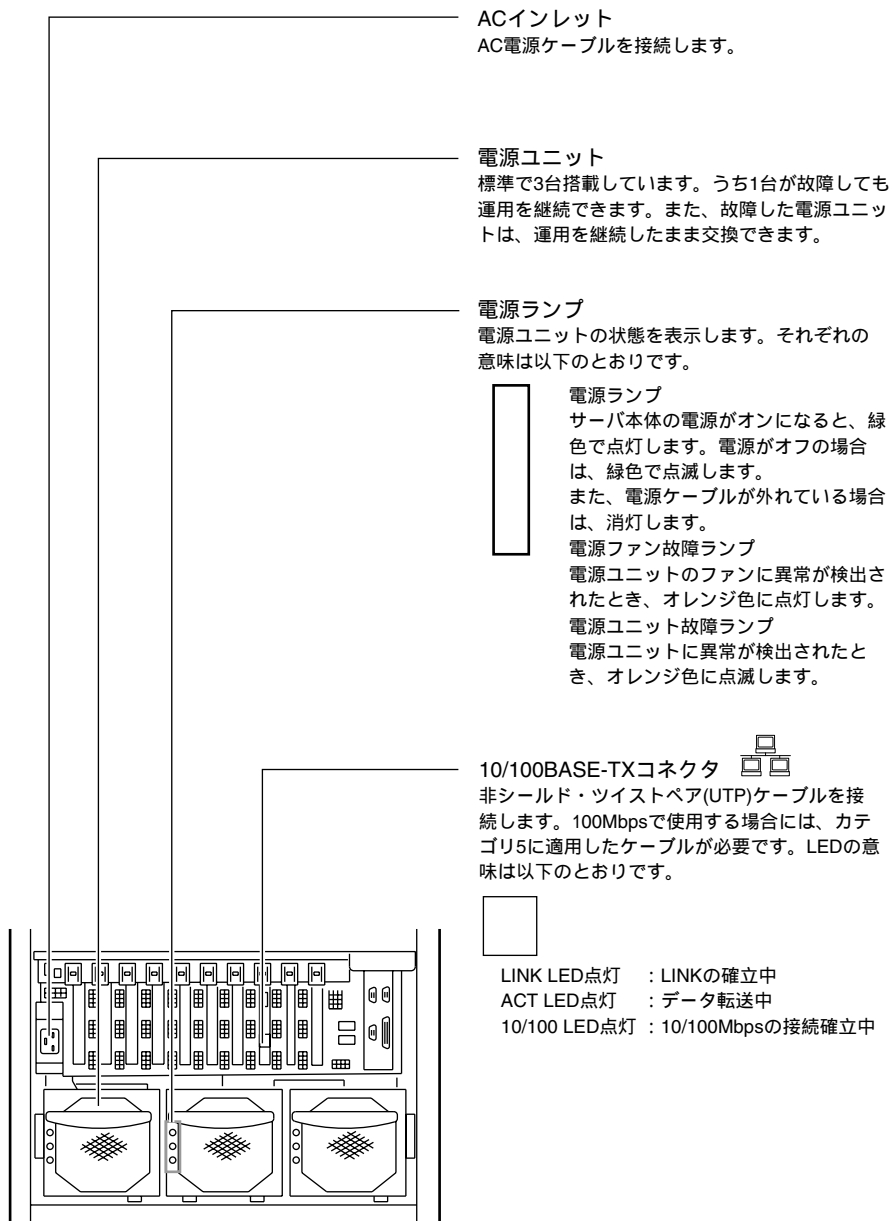 ACインレット
AC電源ケーブルを接続します。
電源ユニット
標準で3台搭載しています。うち1台が故障しても
運用を継続できます。また、故障した電源ユニッ
トは、運用を継続したまま交換できます。
電源ランプ
電源ユニットの状態を表示します。それぞれの
意味は以下のとおりです。
電源ランプ
サーバ本体の電源がオンになると、緑
色で点灯します。電源がオフの場合
は、緑色で点滅します。
また、電源ケーブルが外れている場合
は、消灯します。
電源ファン故障ランプ
電源ユニットのファンに異常が検出さ
れたとき、オレンジ色に点灯します。
電源ユニット故障ランプ
電源ユニットに異常が検出されたと
き、オレンジ色に点滅します。
10/100BASE-TXコネクタ
非シールド・ツイストペア(UTP)ケーブルを接
続します。100Mbpsで使用する場合には、カテ
ゴリ5に適用したケーブルが必要です。LEDの意
味は以下のとおりです。
LINK LED点灯 : LINKの確立中
ACT LED点灯 : データ転送中
10/100 LED点灯 : 10/100Mbpsの接続確立中